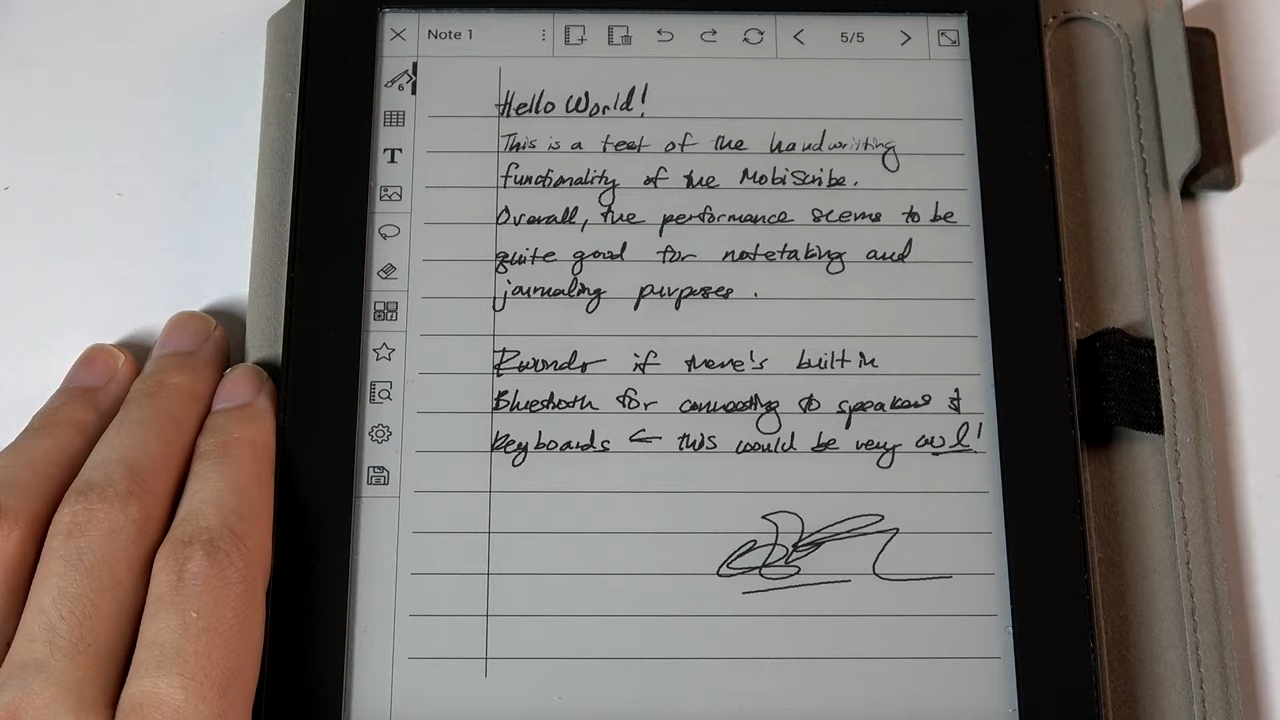 Note 1
5/5
6
T
Hello World!
This is a test of the handwriting
functionality of the MobiScribe.
Overall, the performance seems to be
quite good for notetaking and
journaling purposes.
if there's built in
Bluetooth for connecting to speakers &
keyboards ← this would be very cool!